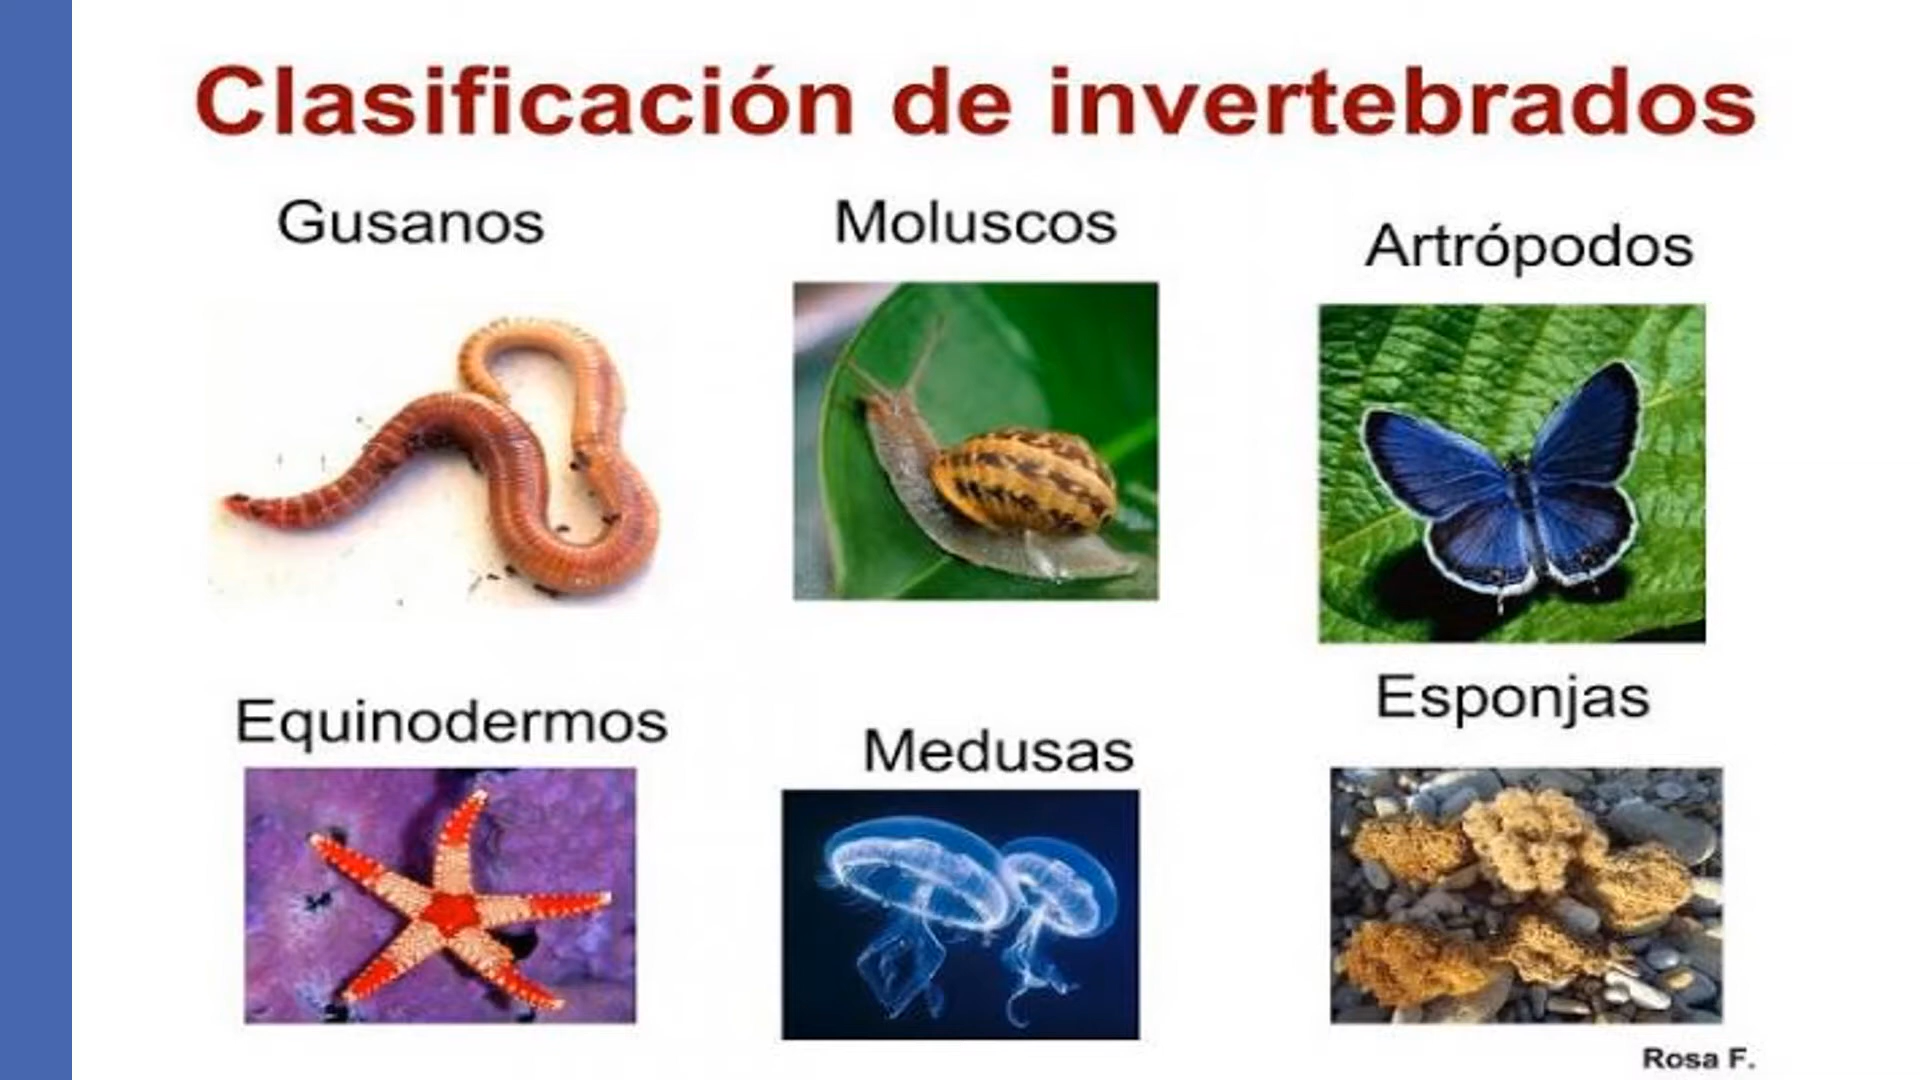 Clasificación de invertebrados
Gusanos
Moluscos
Artrópodos
Equinodermos
Medusas
Esponjas
Rosa F.